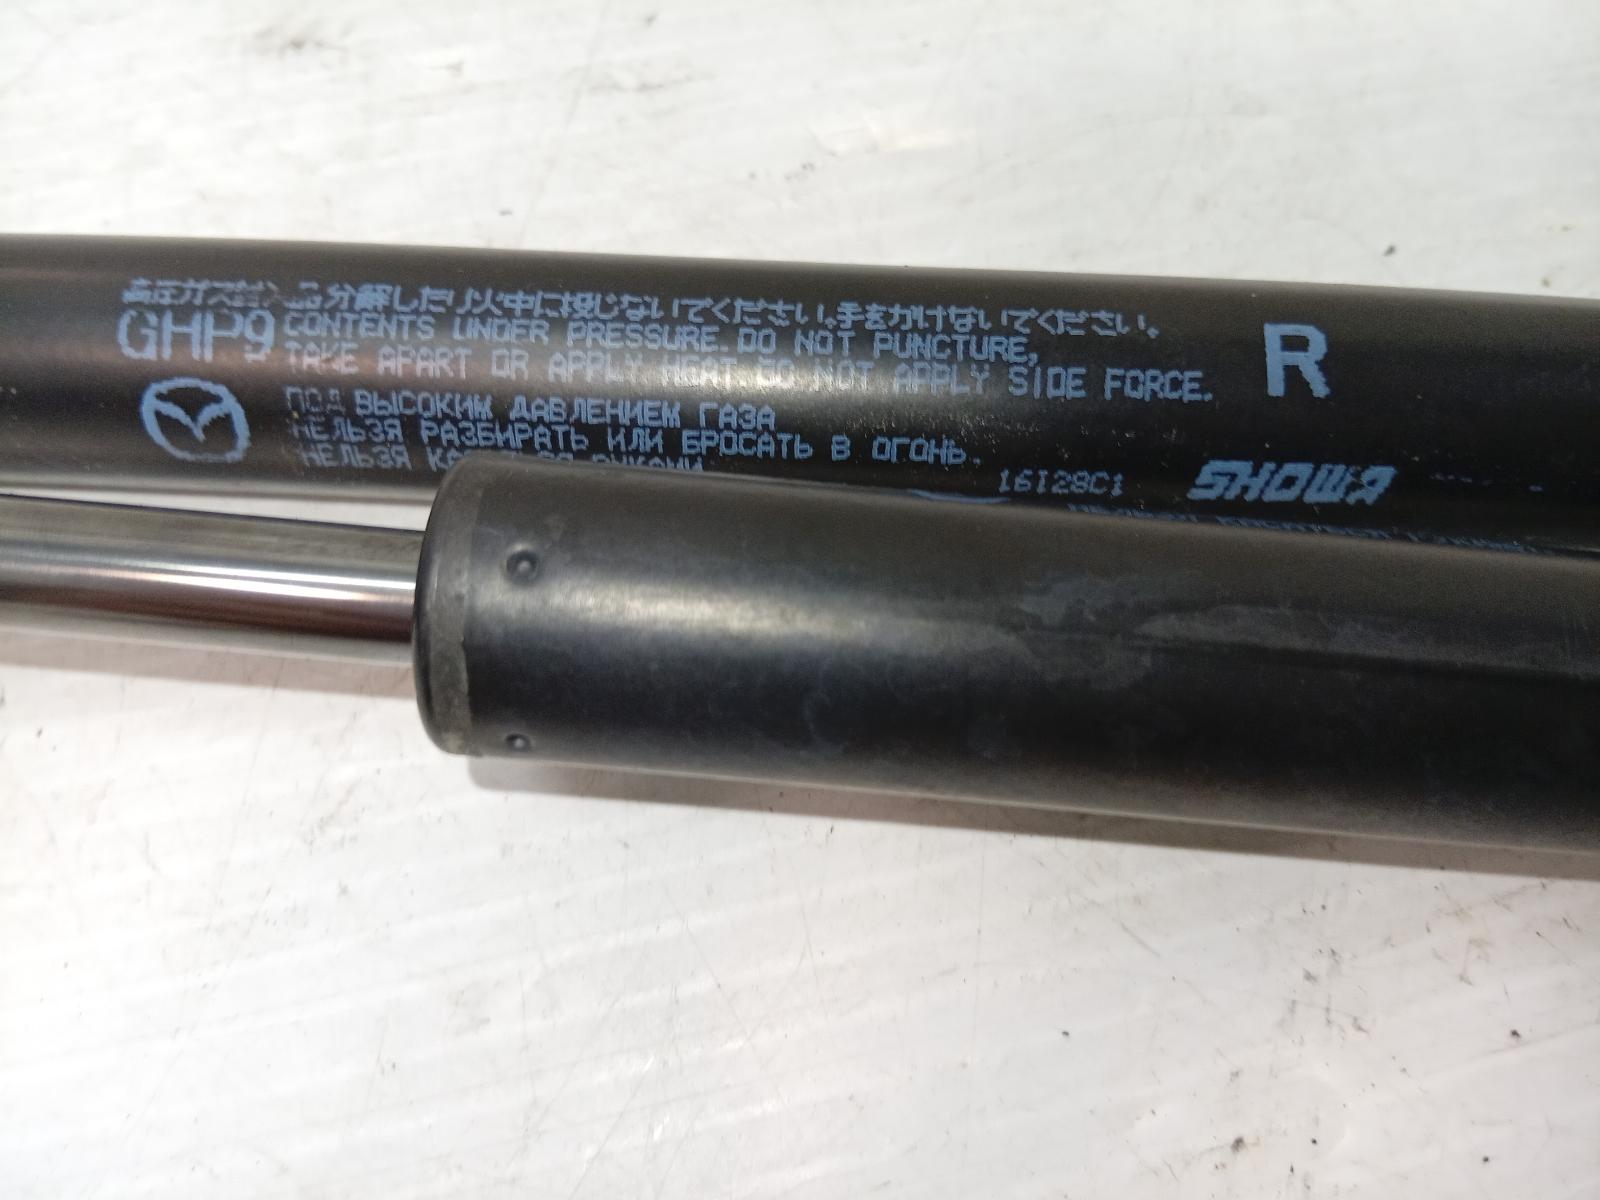 高圧ガス封入品分解したり火中に投じないでください。手をかけないでください。
GHP9
CONTENTS UNDER PRESSURE.DO NOT PUNCTURE,
TAKE APART OR APPLY HEAT.DO NOT APPLY SIDE FORCE.
R
ПОД ВЫСОКИМ ДАВЛЕНИЕМ ГАЗА
НЕЛЬЗЯ РАЗБИРАТЬ ИЛИ БРОСАТЬ В ОГОНЬ.
НЕЛЬЗЯ
16I28C1
SHOWA